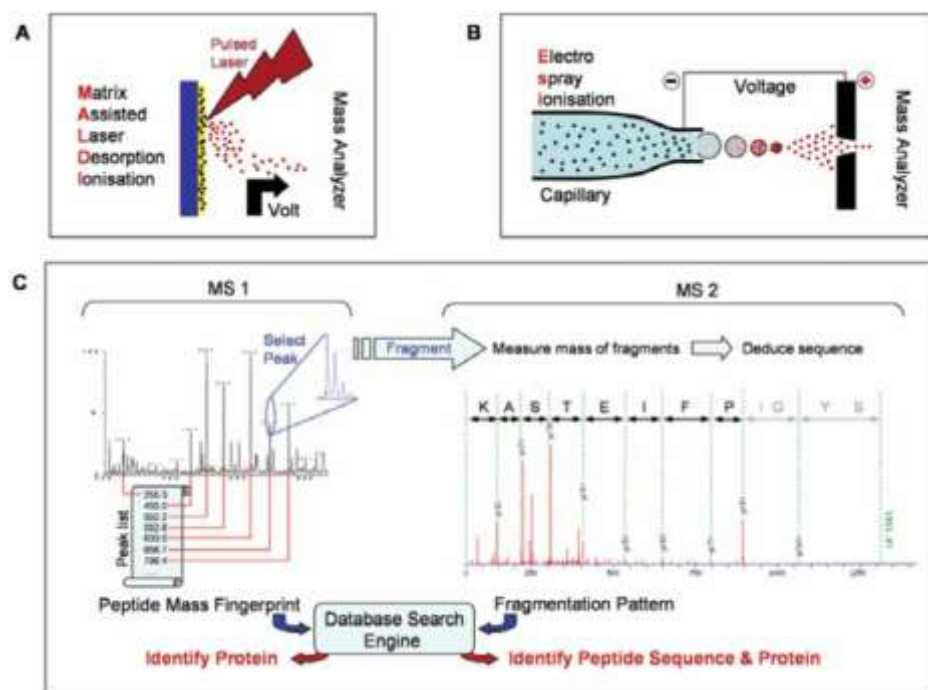 A
Pulsed
Laser
Matrix
Assisted
Laser
Desorption
Ionisation
Volt
Mass Analyzer
B
Electro
spray
ionisation
Voltage
Capillary
Mass Analyzer
C
MS 1
MS 2
Select
Peak
Fragment
Measure mass of fragments
Deduce sequence
K A S T E I F P I G Y S
Peak list
Peptide Mass Fingerprint
Fragmentation Pattern
Database Search
Engine
Identify Protein
Identify Peptide Sequence & Protein